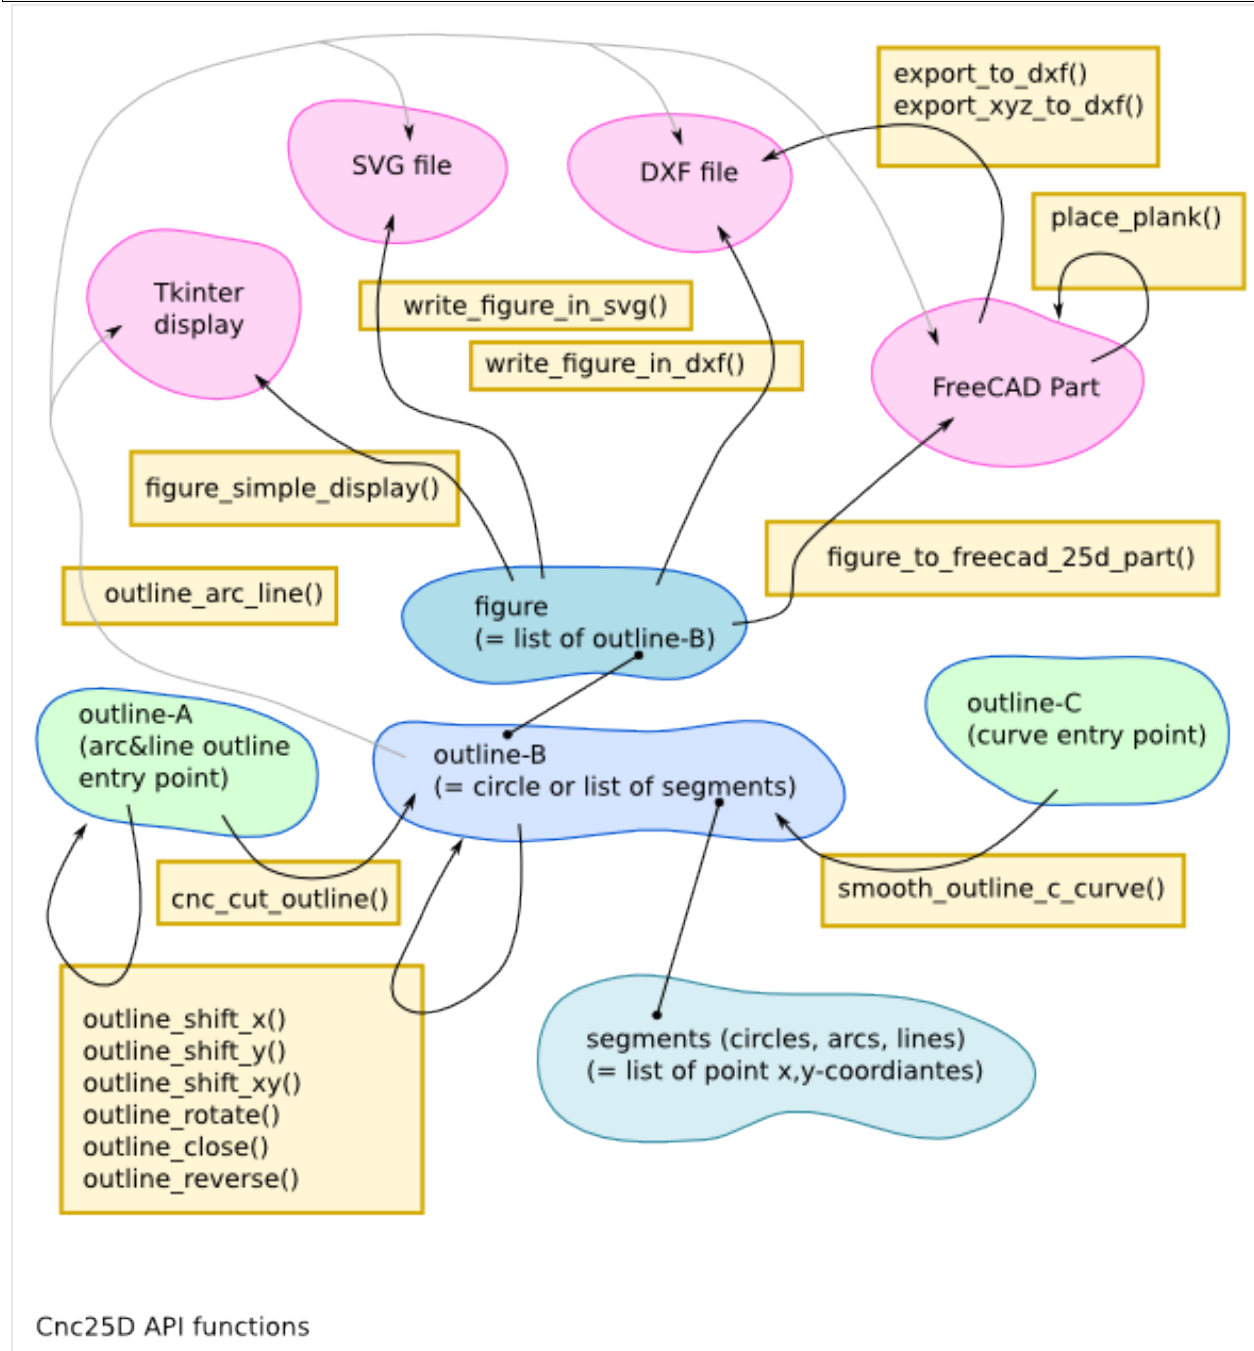 export_to_dxf()
export_xyz_to_dxf()
SVG file
DXF file
place_plank()
Tkinter
display
write_figure_in_svg()
write_figure_in_dxf()
FreeCAD Part
figure_simple_display()
figure_to_freecad_25d_part()
outline_arc_line()
figure
(= list of outline-B)
outline-A
(arc&line outline
entry point)
outline-C
(curve entry point)
outline-B
(= circle or list of segments)
cnc_cut_outline()
smooth_outline_c_curve()
outline_shift_x()
outline_shift_y()
outline_shift_xy()
outline_rotate()
outline_close()
outline_reverse()
segments (circles, arcs, lines)
(= list of point x,y-coordiantes)
Cnc25D API functions